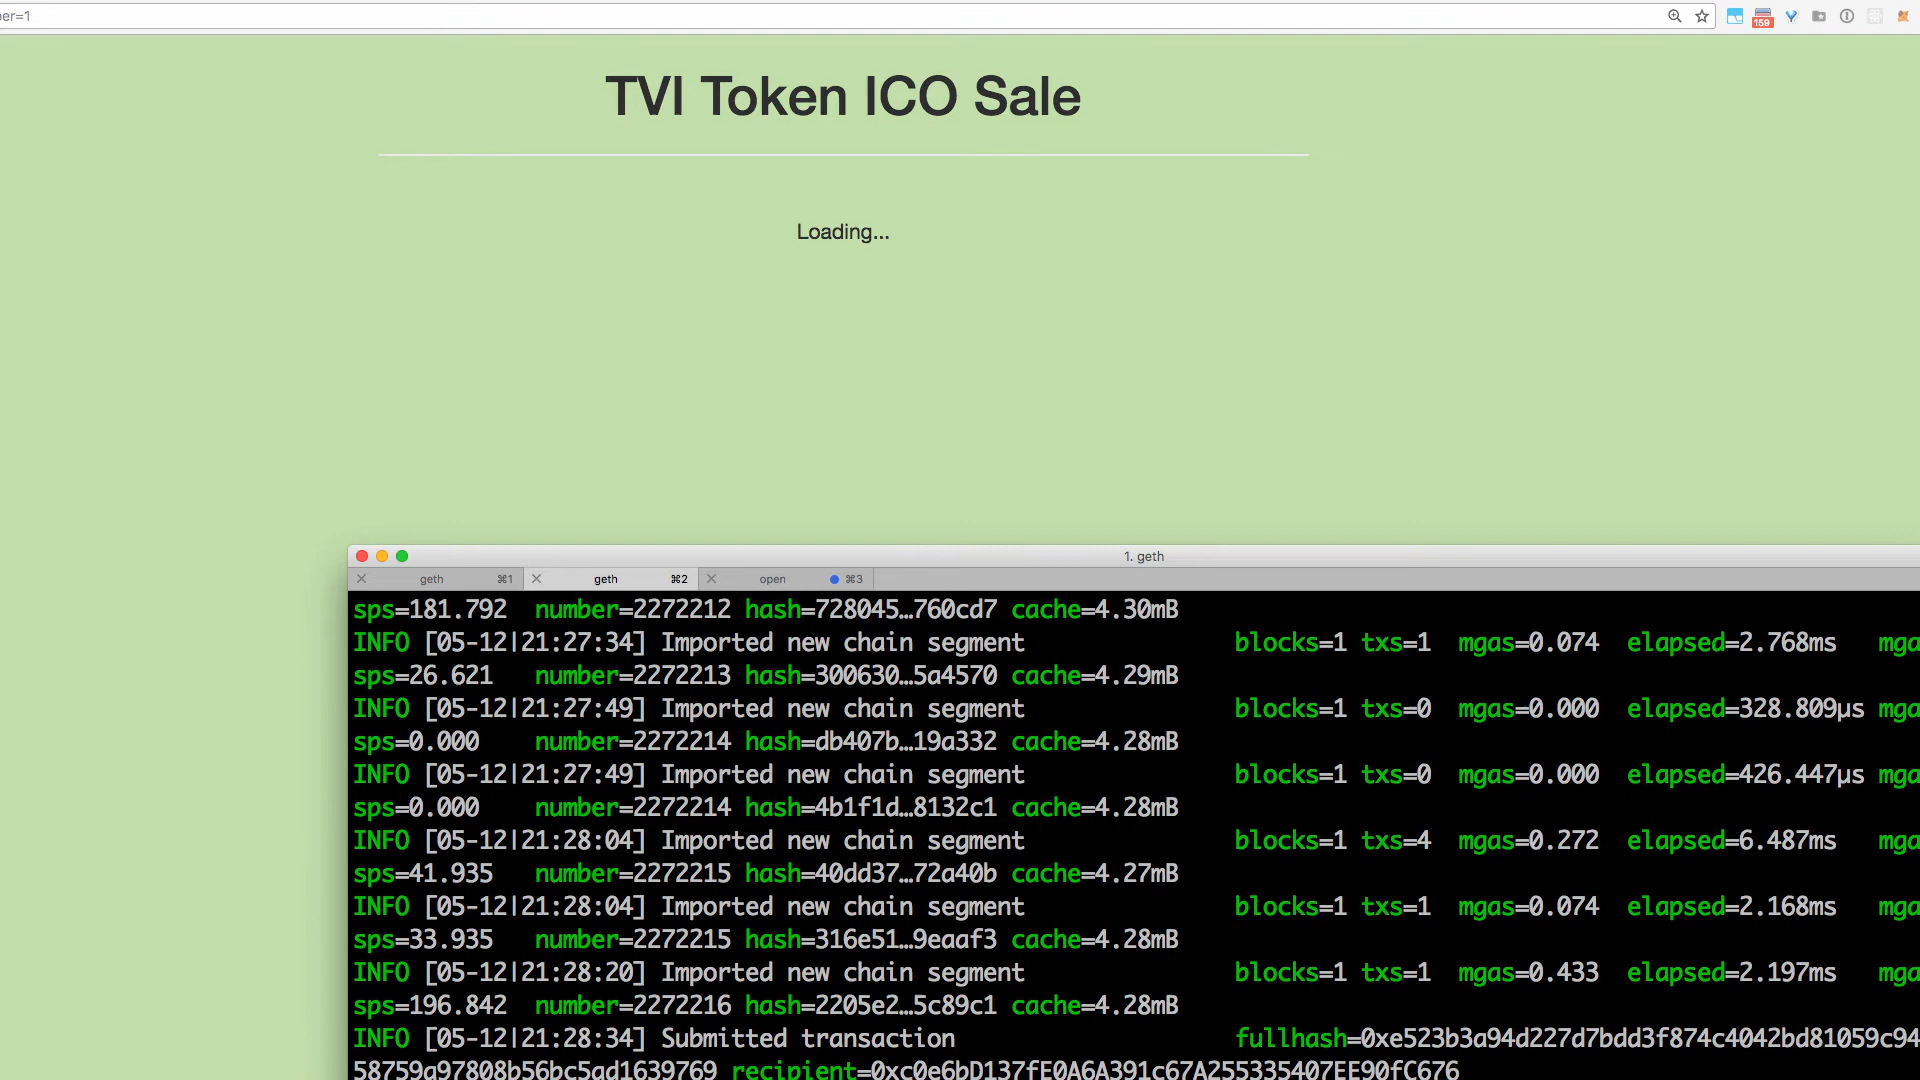 ber=1
159
TVI Token ICO Sale
Loading...
1. geth
geth ⌘1 geth ⌘2 open ⌘3
sps=181.792 number=2272212 hash=728045…760cd7 cache=4.30mB
INFO [05-12|21:27:34] Imported new chain segment blocks=1 txs=1 mgas=0.074 elapsed=2.768ms mga
sps=26.621 number=2272213 hash=300630…5a4570 cache=4.29mB
INFO [05-12|21:27:49] Imported new chain segment blocks=1 txs=0 mgas=0.000 elapsed=328.809µs mga
sps=0.000 number=2272214 hash=db407b…19a332 cache=4.28mB
INFO [05-12|21:27:49] Imported new chain segment blocks=1 txs=0 mgas=0.000 elapsed=426.447µs mga
sps=0.000 number=2272214 hash=4b1f1d…8132c1 cache=4.28mB
INFO [05-12|21:28:04] Imported new chain segment blocks=1 txs=4 mgas=0.272 elapsed=6.487ms mga
sps=41.935 number=2272215 hash=40dd37…72a40b cache=4.27mB
INFO [05-12|21:28:04] Imported new chain segment blocks=1 txs=1 mgas=0.074 elapsed=2.168ms mga
sps=33.935 number=2272215 hash=316e51…9eaaf3 cache=4.28mB
INFO [05-12|21:28:20] Imported new chain segment blocks=1 txs=1 mgas=0.433 elapsed=2.197ms mga
sps=196.842 number=2272216 hash=2205e2…5c89c1 cache=4.28mB
INFO [05-12|21:28:34] Submitted transaction fullhash=0xe523b3a94d227d7bdd3f874c4042bd81059c94
58759a97808b56bc5ad1639769 recipient=0xc0e6bD137fE0A6A391c67A255335407EE90fC676